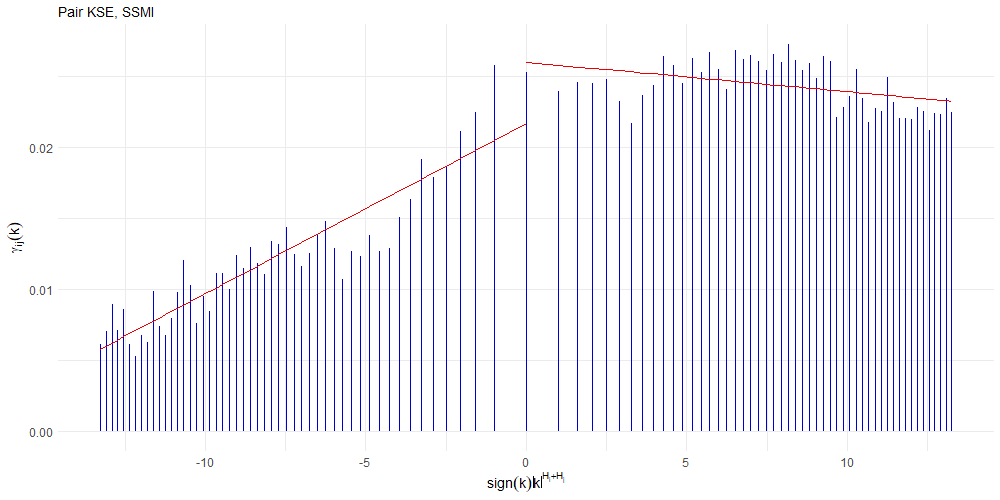 Pair KSE, SSMI
γij(k)
0.02
0.01
0.00
-10 -5 0 5 10
sign(k)|k|^Hi+Hj